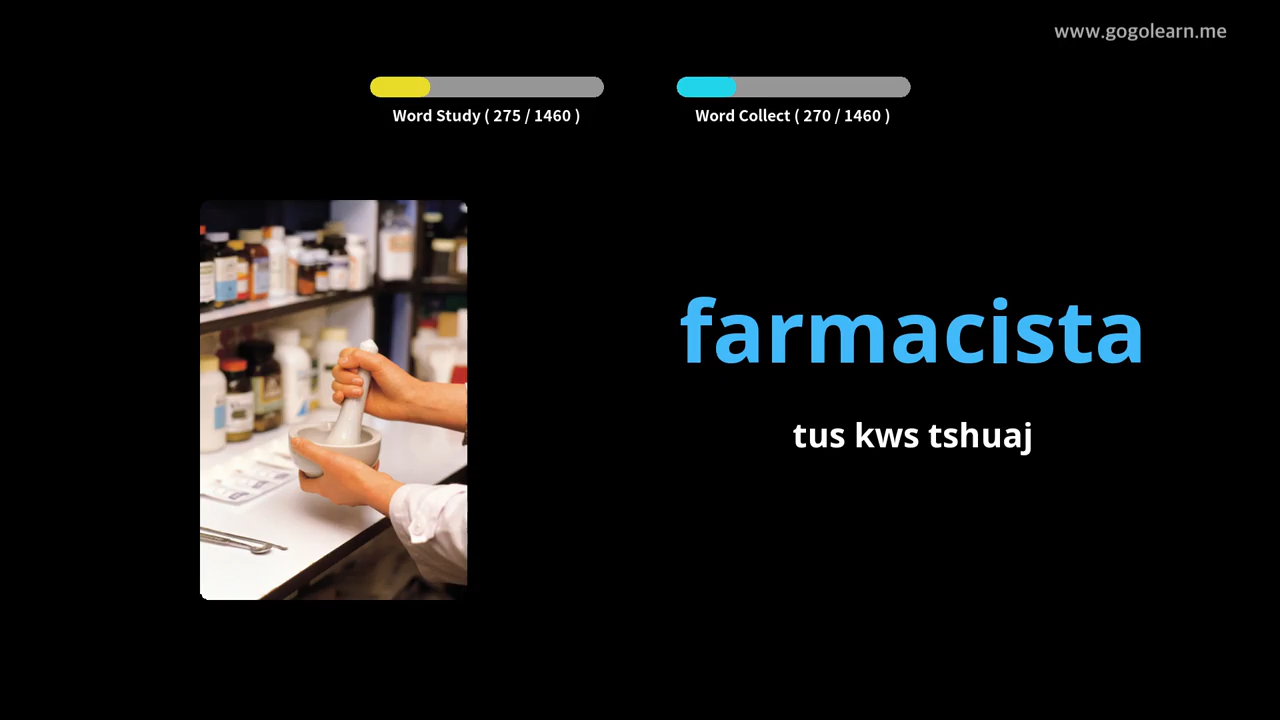 www.gogolearn.me
Word Study ( 275 / 1460 )
Word Collect ( 270 / 1460 )
farmacista
tus kws tshuaj